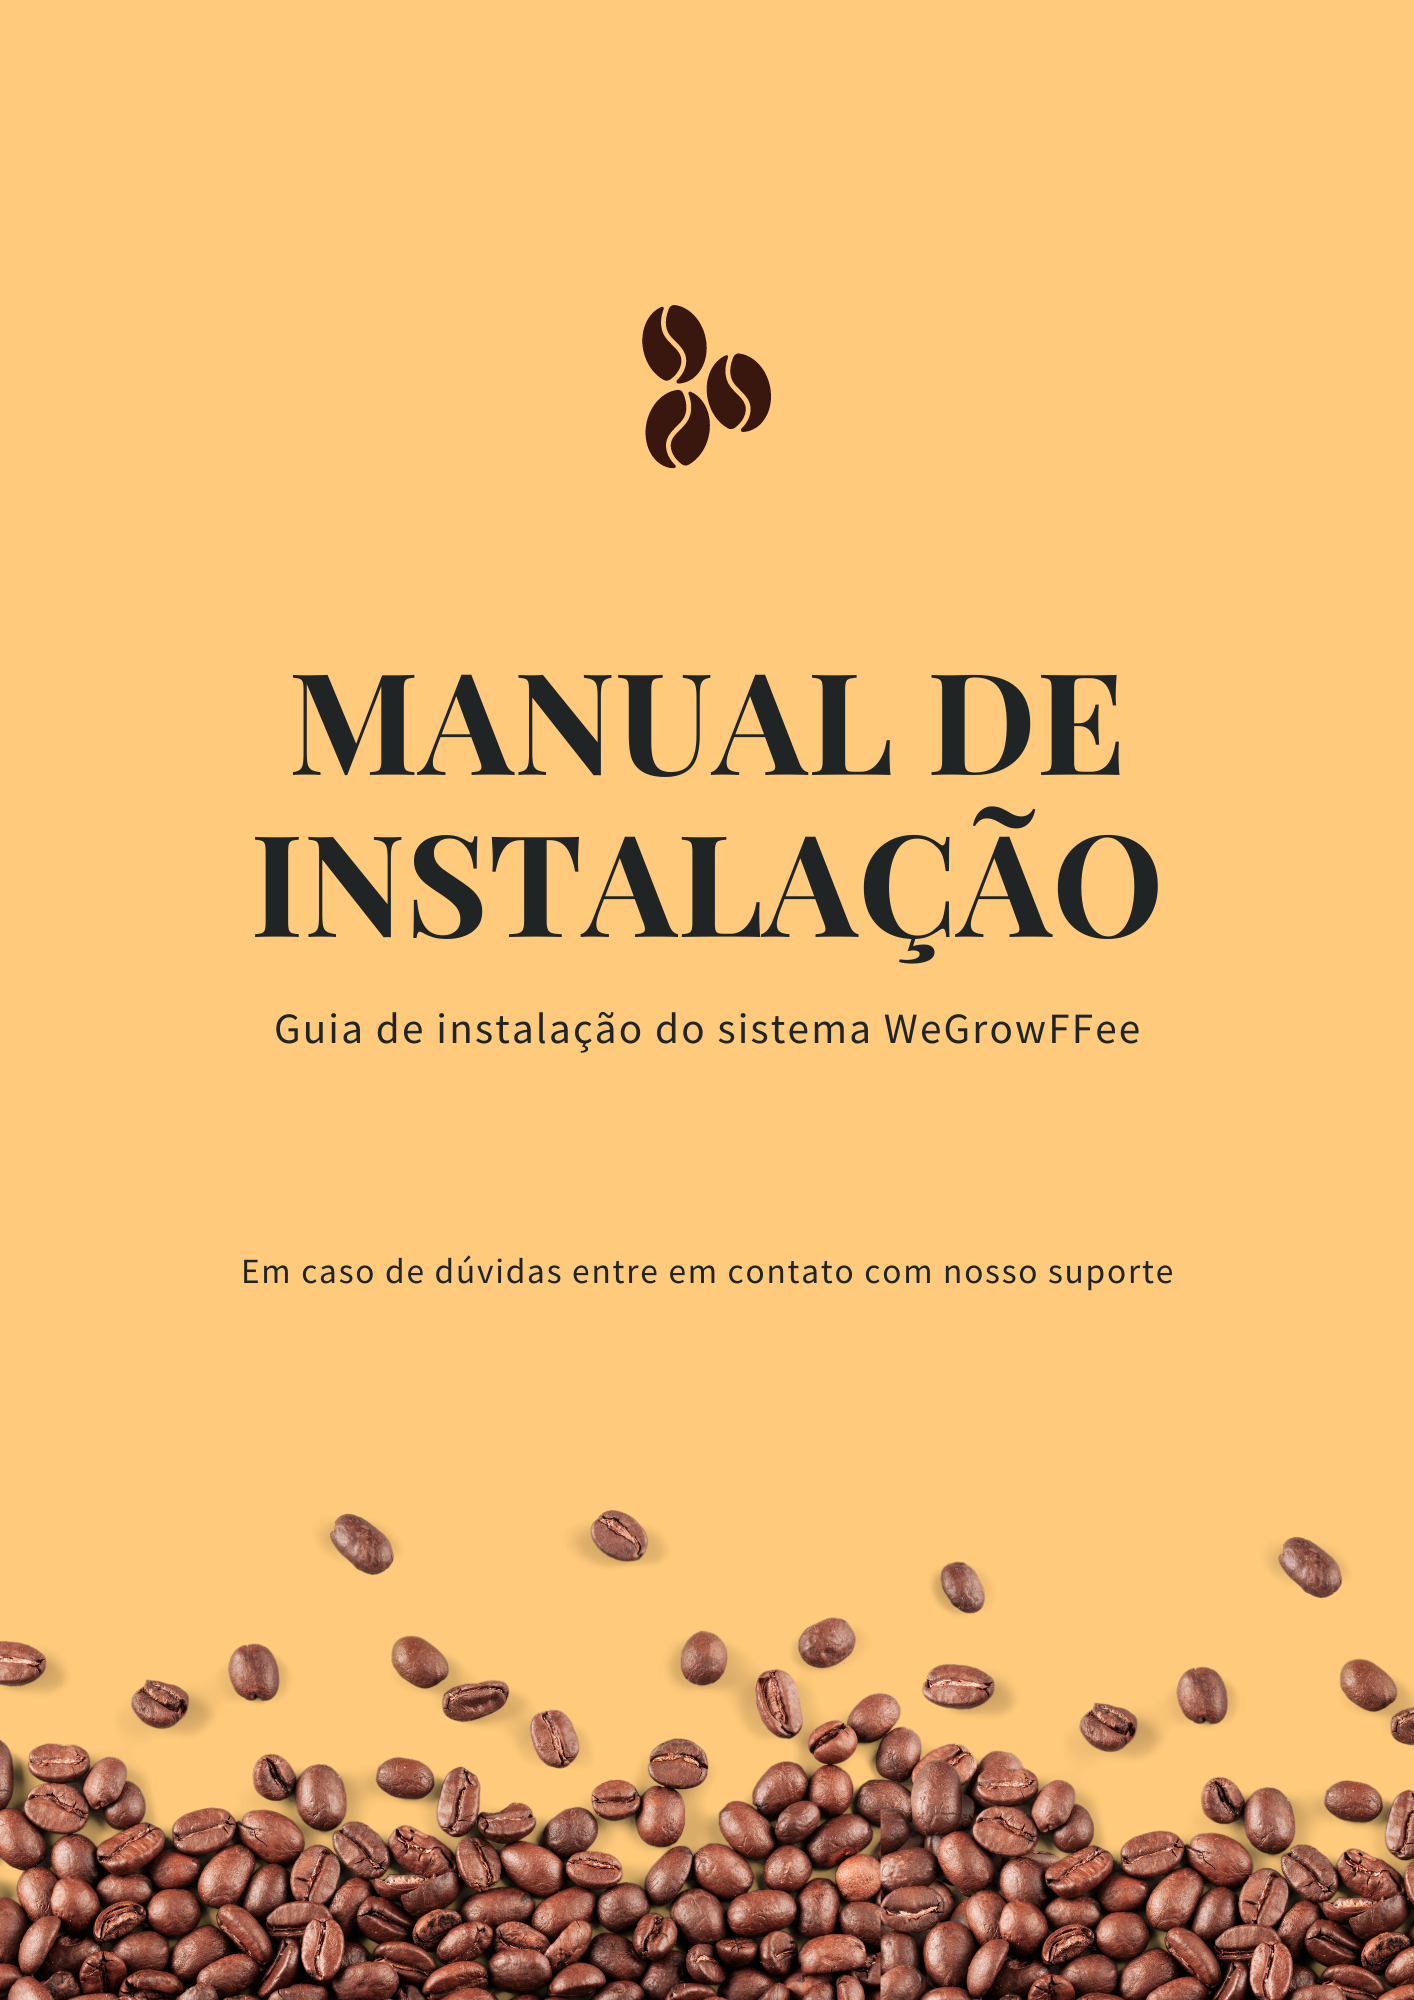 MANUAL DE
INSTALAÇÃO
Guia de instalação do sistema WeGrowFFee
Em caso de dúvidas entre em contato com nosso suporte